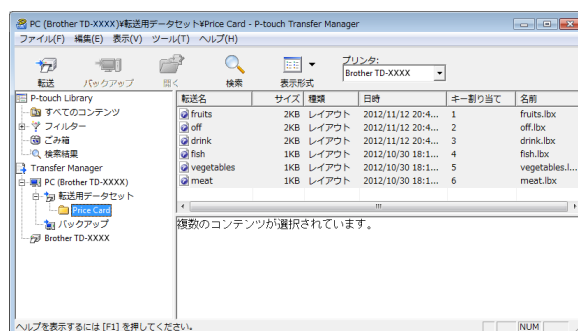 PC (Brother TD-XXXX)¥転送用データセット¥Price Card - P-touch Transfer Manager
ファイル(F) 編集(E) 表示(V) ツール(T) ヘルプ(H)
転送 バックアップ 開く 検索 表示形式 プリンタ: Brother TD-XXXX
P-touch Library
すべてのコンテンツ
フィルター
ごみ箱
検索結果
Transfer Manager
PC (Brother TD-XXXX)
転送用データセット
Price Card
バックアップ
Brother TD-XXXX
転送名 サイズ 種類 日時 キー割り当て 名前
fruits 2KB レイアウト 2012/11/12 20:4... 1 fruits.lbx
off 2KB レイアウト 2012/11/12 20:4... 2 off.lbx
drink 2KB レイアウト 2012/11/12 20:4... 3 drink.lbx
fish 1KB レイアウト 2012/10/30 18:1... 4 fish.lbx
vegetables 1KB レイアウト 2012/10/30 18:1... 5 vegetables.l...
meat 1KB レイアウト 2012/10/30 18:1... 6 meat.lbx
複数のコンテンツが選択されています。
ヘルプを表示するには [F1] を押してください。 NUM